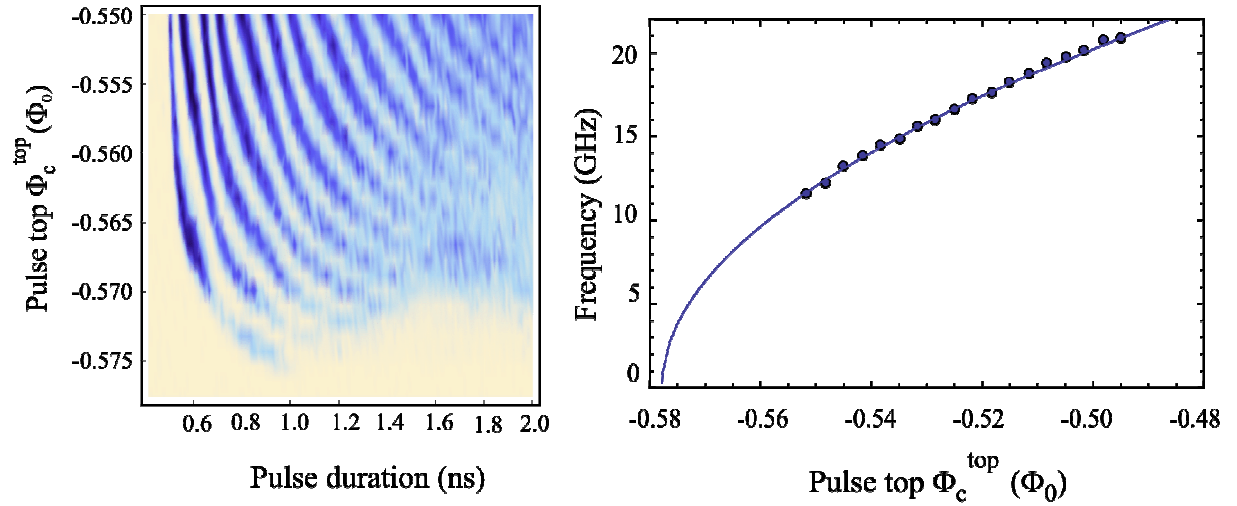 -0.550
-0.555
-0.560
-0.565
-0.570
-0.575
Pulse top Φc^top (Φ0)
0.6 1.0 1.2 1.4 1.6 1.8 2.0
Pulse duration (ns)
20
15
10
5
0
Frequency (GHz)
-0.58 -0.56 -0.54 -0.52 -0.50 -0.48
Pulse top Φc^top (Φ0)